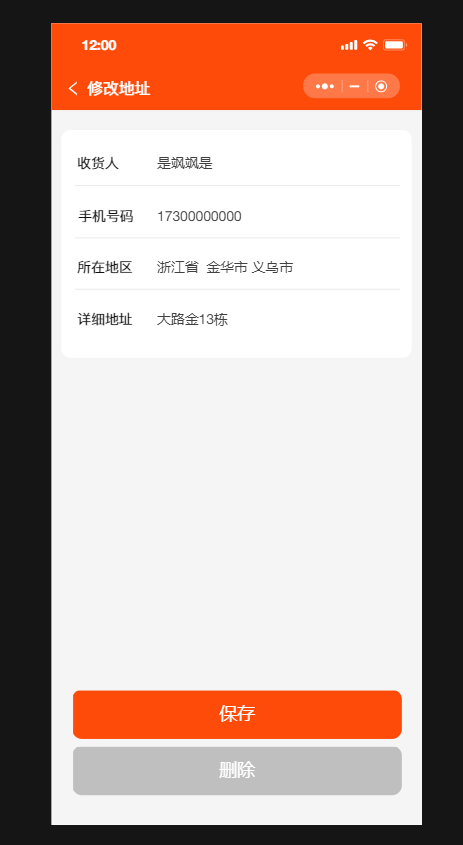 12:00
修改地址
收货人 是飒飒是
手机号码 17300000000
所在地区 浙江省 金华市 义乌市
详细地址 大路金13栋
保存
删除